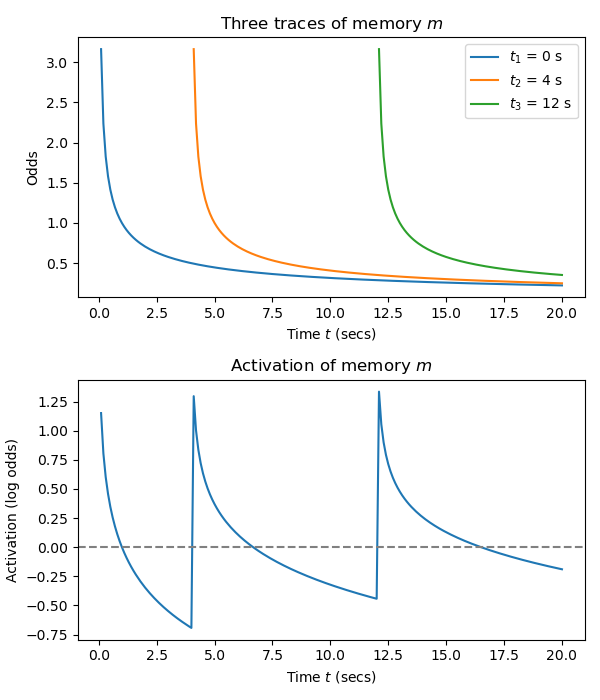 Three traces of memory m
t1 = 0 s
t2 = 4 s
t3 = 12 s
3.0
2.5
2.0
1.5
1.0
0.5
Odds
0.0 2.5 5.0 7.5 10.0 12.5 15.0 17.5 20.0
Time t (secs)
Activation of memory m
1.25
1.00
0.75
0.50
0.25
0.00
−0.25
−0.50
−0.75
Activation (log odds)
0.0 2.5 5.0 7.5 10.0 12.5 15.0 17.5 20.0
Time t (secs)